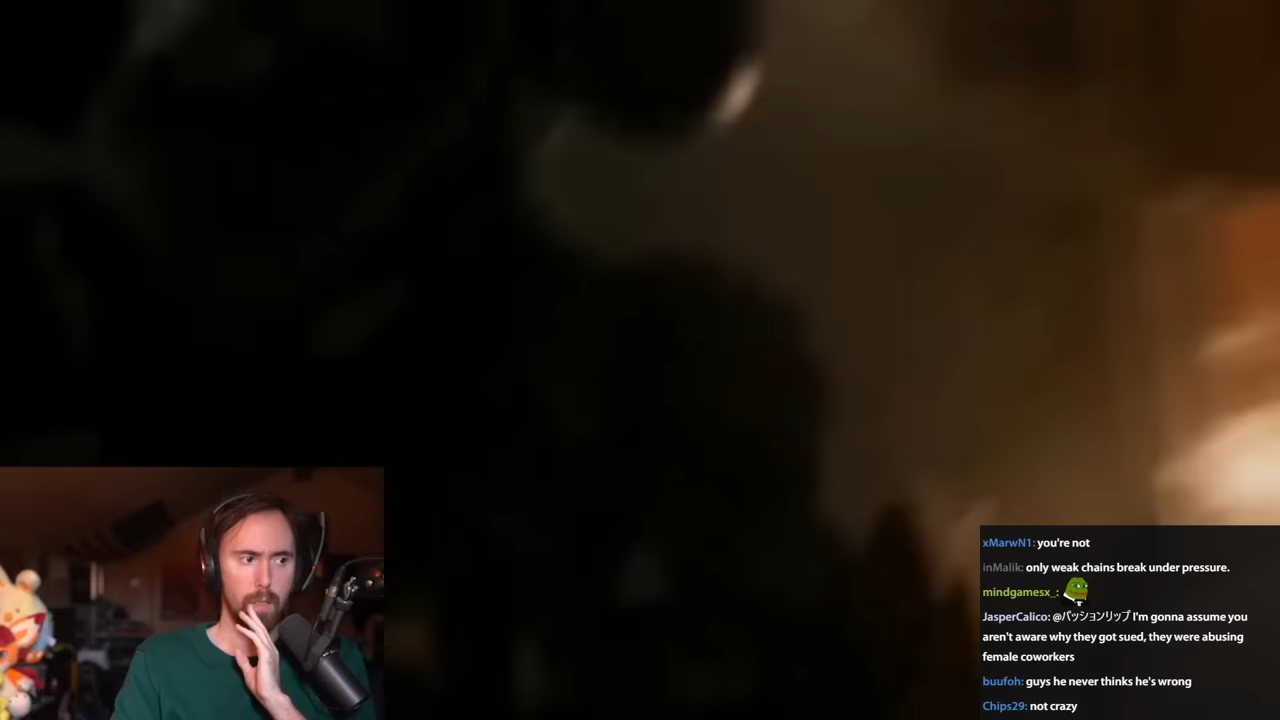 xMarwN1: you're not
inMalik: only weak chains break under pressure.
mindgamesx_:
JasperCalico: @パッションリップ I'm gonna assume you
aren't aware why they got sued, they were abusing
female coworkers
buufoh: guys he never thinks he's wrong
Chips29: not crazy